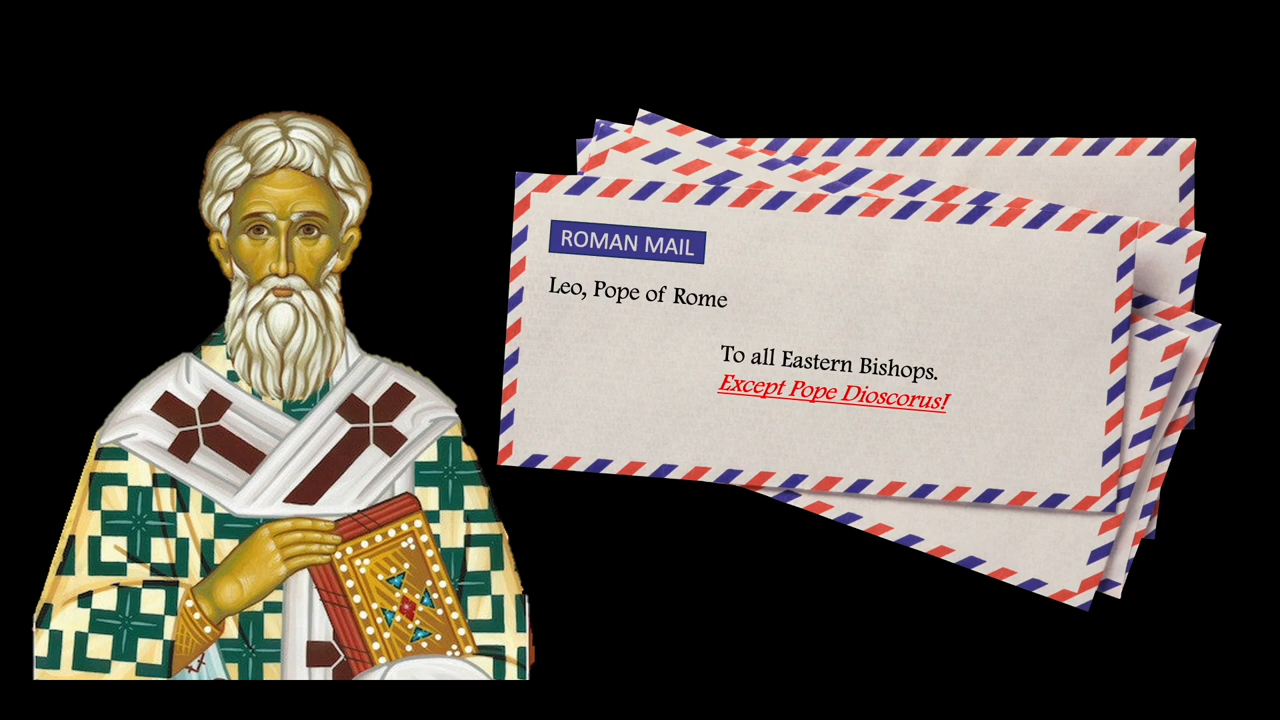 ROMAN MAIL
Leo, Pope of Rome
To all Eastern Bishops.
Except Pope Dioscorus!